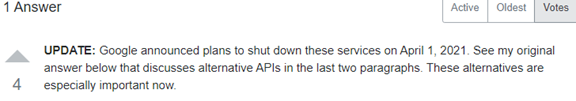 1 Answer
Active Oldest Votes
UPDATE: Google announced plans to shut down these services on April 1, 2021. See my original
answer below that discusses alternative APIs in the last two paragraphs. These alternatives are
4 especially important now.